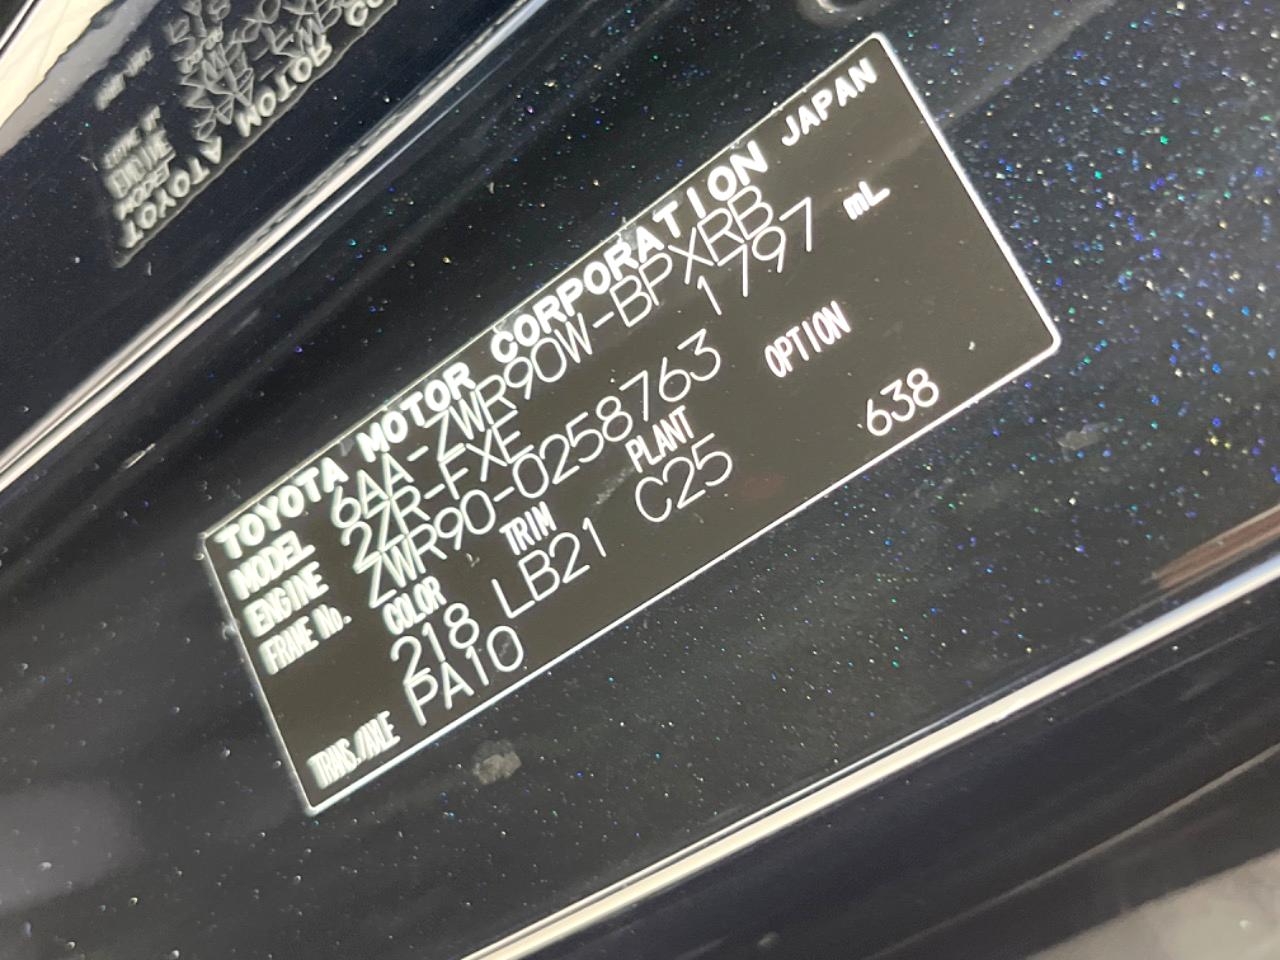 TOYOTA MOTOR CORPORATION JAPAN
MODEL 6AA-ZWR90W-BPXRB
ENGINE 2ZR-FXE 1797 mL
FRAME No. ZWR90-0258763
COLOR TRIM PLANT OPTION
218 LB21 C25 638
TRANS./AXLE PA10